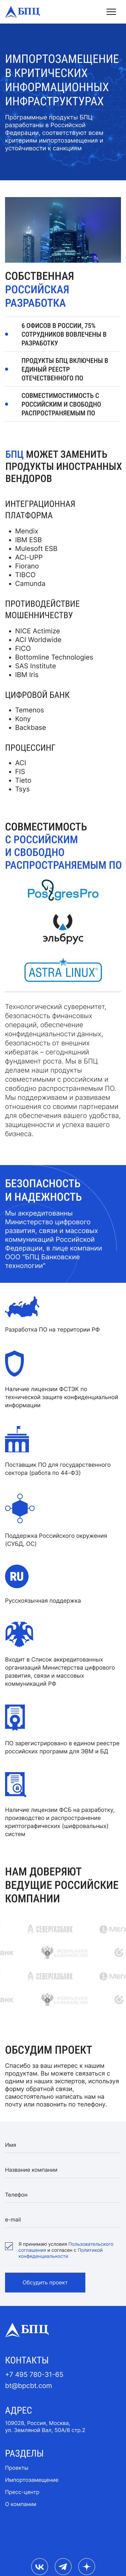 БПЦ
ИМПОРТОЗАМЕЩЕНИЕ
В КРИТИЧЕСКИХ
ИНФОРМАЦИОННЫХ
ИНФРАСТРУКТУРАХ
Программные продукты БПЦ
разработаны в Российской
Федерации, соответствуют всем
критериям импортозамещения и
устойчивости к санкциям
СОБСТВЕННАЯ
РОССИЙСКАЯ
РАЗРАБОТКА
6 ОФИСОВ В РОССИИ, 75%
СОТРУДНИКОВ ВОВЛЕЧЕНЫ В
РАЗРАБОТКУ
ПРОДУКТЫ БПЦ ВКЛЮЧЕНЫ В
ЕДИНЫЙ РЕЕСТР
ОТЕЧЕСТВЕННОГО ПО
СОВМЕСТИМОСТИМОСТЬ С
РОССИЙСКИМ И СВОБОДНО
РАСПРОСТРАНЯЕМЫМ ПО
БПЦ МОЖЕТ ЗАМЕНИТЬ
ПРОДУКТЫ ИНОСТРАННЫХ
ВЕНДОРОВ
ИНТЕГРАЦИОННАЯ
ПЛАТФОРМА
• Mendix
• IBM ESB
• Mulesoft ESB
• ACI-UPP
• Fiorano
• TIBCO
• Camunda
ПРОТИВОДЕЙСТВИЕ
МОШЕННИЧЕСТВУ
• NICE Actimize
• ACI Worldwide
• FICO
• Bottomline Technologies
• SAS Institute
• IBM Iris
ЦИФРОВОЙ БАНК
• Temenos
• Kony
• Backbase
ПРОЦЕССИНГ
• ACI
• FIS
• Tieto
• Tsys
СОВМЕСТИМОСТЬ
С РОССИЙСКИМ
И СВОБОДНО
РАСПРОСТРАНЯЕМЫМ ПО
PostgresPro
эльбрус
ASTRA LINUX®
Технологический суверенитет,
безопасность финансовых
операций, обеспечение
конфиденциальности данных,
безопасность от внешних
кибератак – сегодняшний
фундамент роста. Мы в БПЦ
делаем наши продукты
совместимыми с российским и
свободно распространяемым ПО.
Мы поддерживаем и развиваем
отношения со своими партнерами
для обеспечения вашего удобства,
защищенности и успеха вашего
бизнеса.
БЕЗОПАСНОСТЬ
И НАДЕЖНОСТЬ
Мы аккредитованны
Министерство цифрового
развития, связи и массовых
коммуникаций Российской
Федерации, в лице компании
ООО "БПЦ Банковские
технологии"
Разработка ПО на территории РФ
Наличие лицензии ФСТЭК по
технической защите конфиденциальной
информации
Поставщик ПО для государственного
сектора (работа по 44-ФЗ)
Поддержка Российского окружения
(СУБД, ОС)
RU
Русскоязычная поддержка
Входит в Список аккредитованных
организаций Министерства цифрового
развития, связи и массовых
коммуникаций РФ
ПО зарегистрировано в едином реестре
российских программ для ЭВМ и БД
Наличие лицензии ФСБ на разработку,
производство и распространение
криптографических (шифровальных)
систем
НАМ ДОВЕРЯЮТ
ВЕДУЩИЕ РОССИЙСКИЕ
КОМПАНИИ
СЕВЕРГАЗБАНК
СЕВЕРГАЗБАНК
ОБСУДИМ ПРОЕКТ
Спасибо за ваш интерес к нашим
продуктам. Вы можете связаться с
одним из наших экспертов, используя
форму обратной связи,
самостоятельно написать нам на
почту или позвонить по телефону.
Имя
Название компании
Телефон
e-mail
Я принимаю условия Пользовательского
соглашения и согласен с Политикой
конфиденциальности
Обсудить проект
БПЦ
КОНТАКТЫ
+7 495 780-31-65
bt@bpcbt.com
АДРЕС
109028, Россия, Москва,
ул. Земляной Вал, 50А/8 стр.2
РАЗДЕЛЫ
Проекты
Импортозамещение
Пресс-центр
О компании